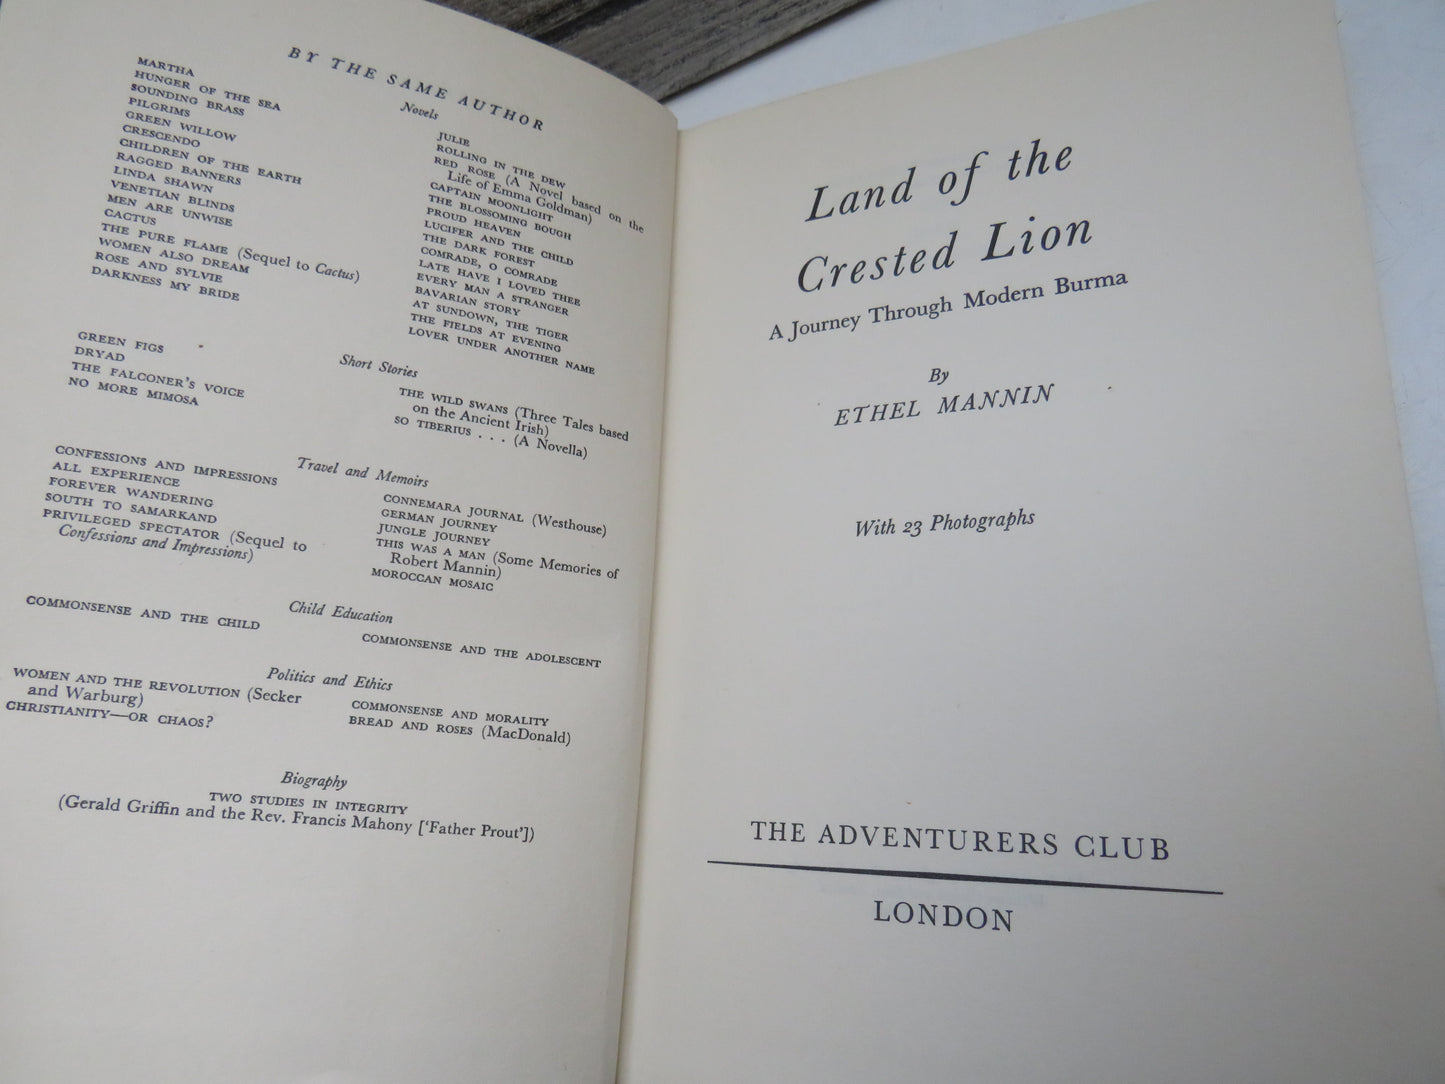 BY THE SAME AUTHOR
Novels
MARTHA
HUNGER OF THE SEA
SOUNDING BRASS
PILGRIMS
GREEN WILLOW
CRESCENDO
CHILDREN OF THE EARTH
RAGGED BANNERS
LINDA SHAWN
VENETIAN BLINDS
MEN ARE UNWISE
CACTUS
THE PURE FLAME (Sequel to Cactus)
WOMEN ALSO DREAM
ROSE AND SYLVIE
DARKNESS MY BRIDE
JULIE
ROLLING IN THE DEW
RED ROSE (A Novel based on the
Life of Emma Goldman)
CAPTAIN MOONLIGHT
THE BLOSSOMING BOUGH
PROUD HEAVEN
LUCIFER AND THE CHILD
THE DARK FOREST
COMRADE, O COMRADE
LATE HAVE I LOVED THEE
EVERY MAN A STRANGER
BAVARIAN STORY
AT SUNDOWN, THE TIGER
THE FIELDS AT EVENING
LOVER UNDER ANOTHER NAME
Short Stories
GREEN FIGS
DRYAD
THE FALCONER'S VOICE
NO MORE MIMOSA
THE WILD SWANS (Three Tales based
on the Ancient Irish)
SO TIBERIUS . . . (A Novella)
Travel and Memoirs
CONFESSIONS AND IMPRESSIONS
ALL EXPERIENCE
FOREVER WANDERING
SOUTH TO SAMARKAND
PRIVILEGED SPECTATOR (Sequel to
Confessions and Impressions)
CONNEMARA JOURNAL (Westhouse)
GERMAN JOURNEY
JUNGLE JOURNEY
THIS WAS A MAN (Some Memories of
Robert Mannin)
MOROCCAN MOSAIC
Child Education
COMMONSENSE AND THE CHILD
COMMONSENSE AND THE ADOLESCENT
Politics and Ethics
WOMEN AND THE REVOLUTION (Secker
and Warburg)
CHRISTIANITY—OR CHAOS?
COMMONSENSE AND MORALITY
BREAD AND ROSES (MacDonald)
Biography
TWO STUDIES IN INTEGRITY
(Gerald Griffin and the Rev. Francis Mahony ['Father Prout'])
Land of the
Crested Lion
A Journey Through Modern Burma
By
ETHEL MANNIN
With 23 Photographs
THE ADVENTURERS CLUB
LONDON